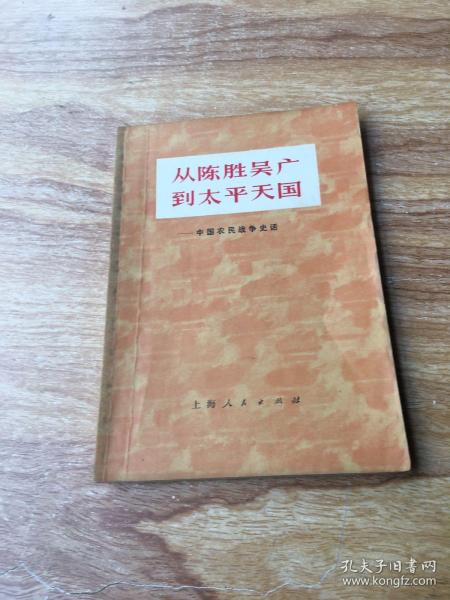 从陈胜吴广
到太平天国
——中国农民战争史话
上海人民出版社
孔夫子旧书网
www.kongfz.com